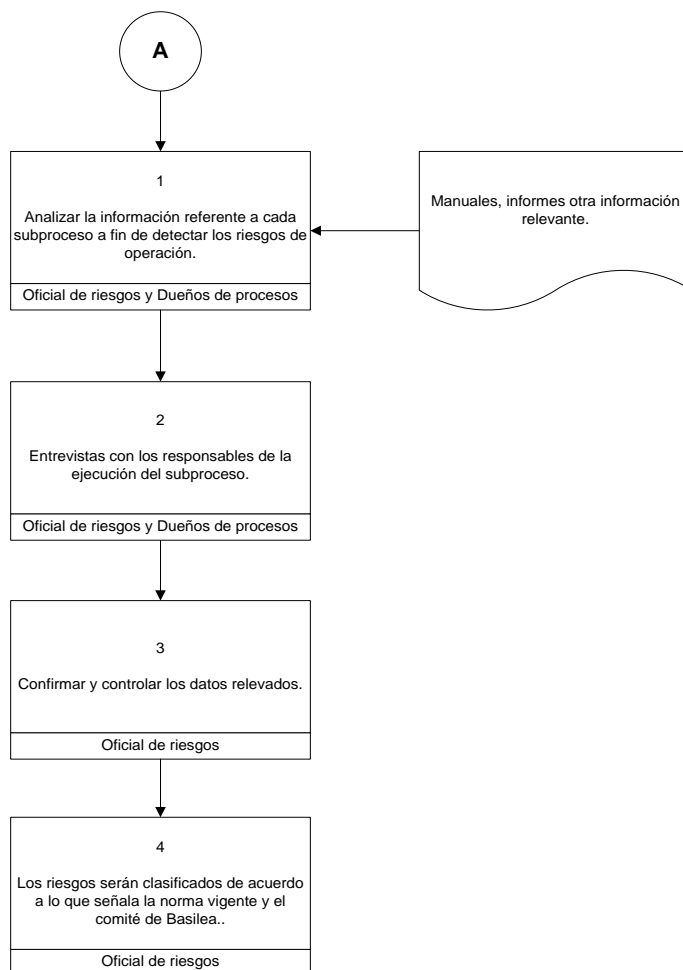 A
1
Analizar la información referente a cada
subproceso a fin de detectar los riesgos de
operación.
Oficial de riesgos y Dueños de procesos
Manuales, informes otra información
relevante.
2
Entrevistas con los responsables de la
ejecución del subproceso.
Oficial de riesgos y Dueños de procesos
3
Confirmar y controlar los datos relevados.
Oficial de riesgos
4
Los riesgos serán clasificados de acuerdo
a lo que señala la norma vigente y el
comité de Basilea..
Oficial de riesgos